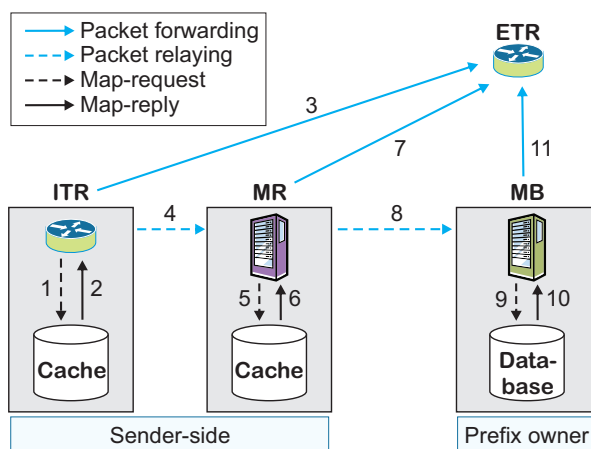 Packet forwarding
Packet relaying
Map-request
Map-reply
ETR
3
7
11
ITR
MR
MB
4
8
1
2
5
6
9
10
Cache
Cache
Data-
base
Sender-side
Prefix owner